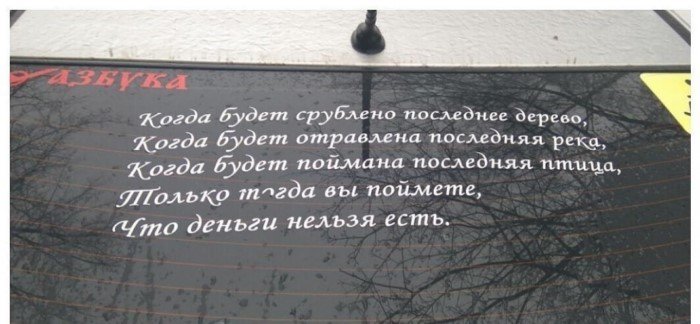 Азбука
Когда будет срублено последнее дерево,
Когда будет отравлена последняя река,
Когда будет поймана последняя птица,
Только тогда вы поймете,
Что деньги нельзя есть.